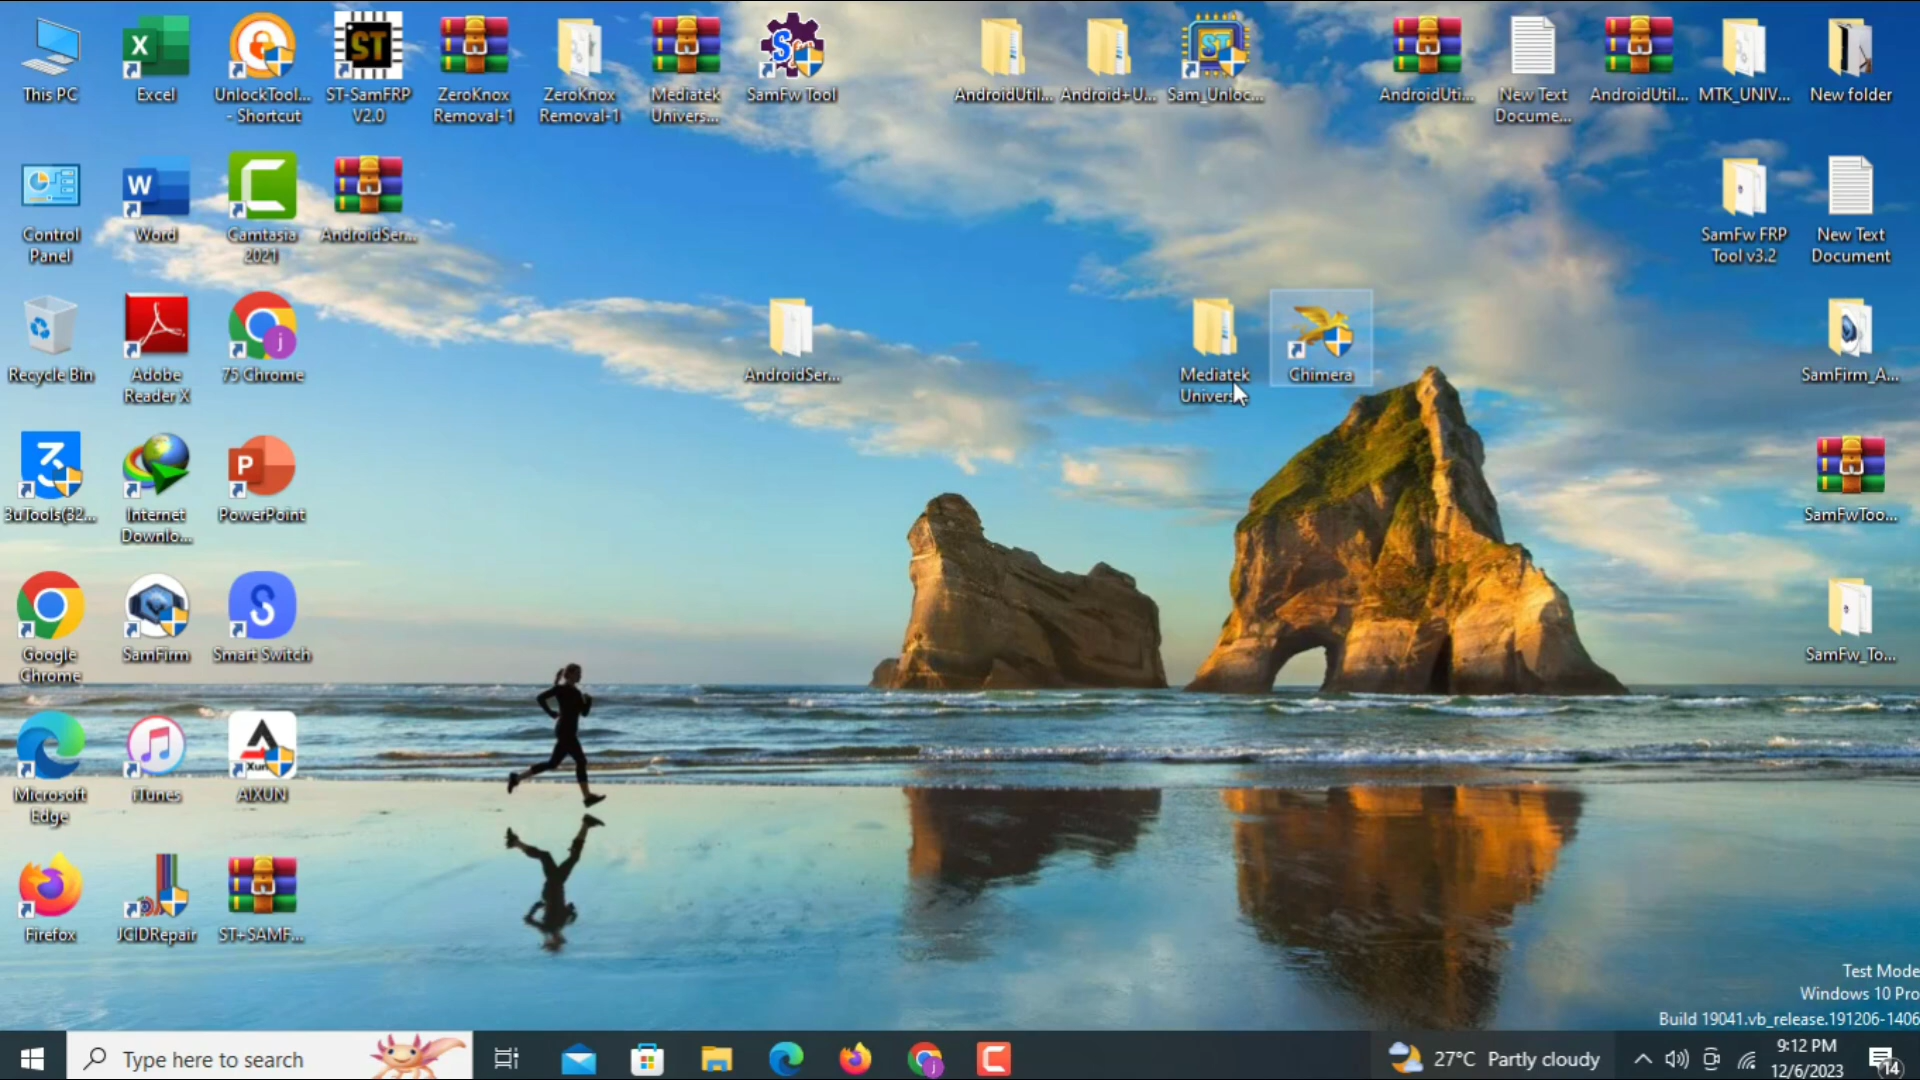 This PC
Excel
UnlockTool...
- Shortcut
ST-SamFRP
V2.0
ZeroKnox
Removal-1
ZeroKnox
Removal-1
Mediatek
Univers...
SamFw Tool
AndroidUtil...
Android+U...
Sam_Unloc...
AndroidUti...
New Text
Docume...
AndroidUtil...
MTK_UNIV...
New folder
Control
Panel
Word
Camtasia
2021
AndroidSer...
SamFw FRP
Tool v3.2
New Text
Document
Recycle Bin
Adobe
Reader X
75 Chrome
AndroidSer...
Mediatek
Univers...
Chimera
SamFirm_A...
3uTools(32...
Internet
Downlo...
PowerPoint
SamFwToo...
Google
Chrome
SamFirm
Smart Switch
SamFw_To...
Microsoft
Edge
iTunes
AIXUN
Firefox
JCIDRepair
ST+SAMF...
Test Mode
Windows 10 Pro
Build 19041.vb_release.191206-1406
Type here to search
27°C Partly cloudy
9:12 PM
12/6/2023
14